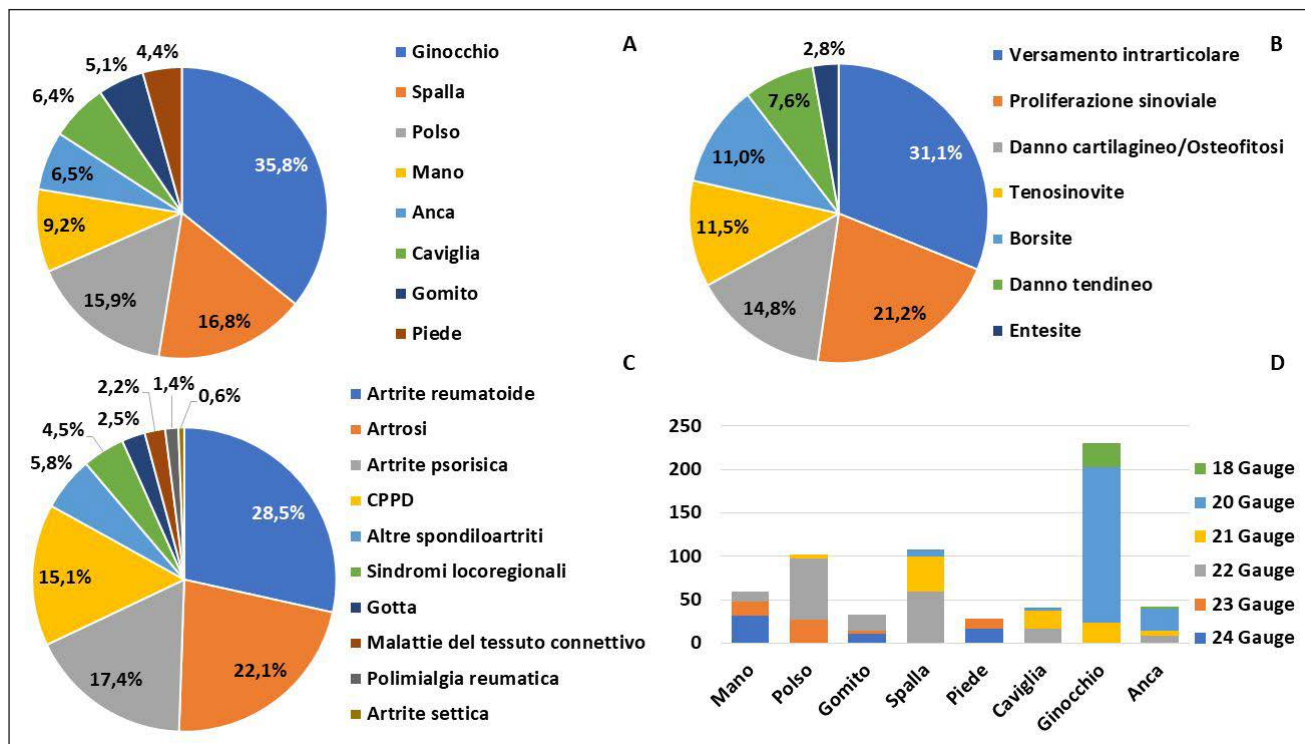 A
4,4%
5,1%
6,4%
6,5%
9,2%
15,9%
16,8%
35,8%
Ginocchio
Spalla
Polso
Mano
Anca
Caviglia
Gomito
Piede
B
2,8%
7,6%
11,0%
11,5%
14,8%
21,2%
31,1%
Versamento intrarticolare
Proliferazione sinoviale
Danno cartilagineo/Osteofitosi
Tenosinovite
Borsite
Danno tendineo
Entesite
C
0,6%
1,4%
2,2%
2,5%
4,5%
5,8%
15,1%
17,4%
22,1%
28,5%
Artrite reumatoide
Artrosi
Artrite psorisica
CPPD
Altre spondiloartriti
Sindromi locoregionali
Gotta
Malattie del tessuto connettivo
Polimialgia reumatica
Artrite settica
D
250
200
150
100
50
0
Mano
Polso
Gomito
Spalla
Piede
Caviglia
Ginocchio
Anca
18 Gauge
20 Gauge
21 Gauge
22 Gauge
23 Gauge
24 Gauge